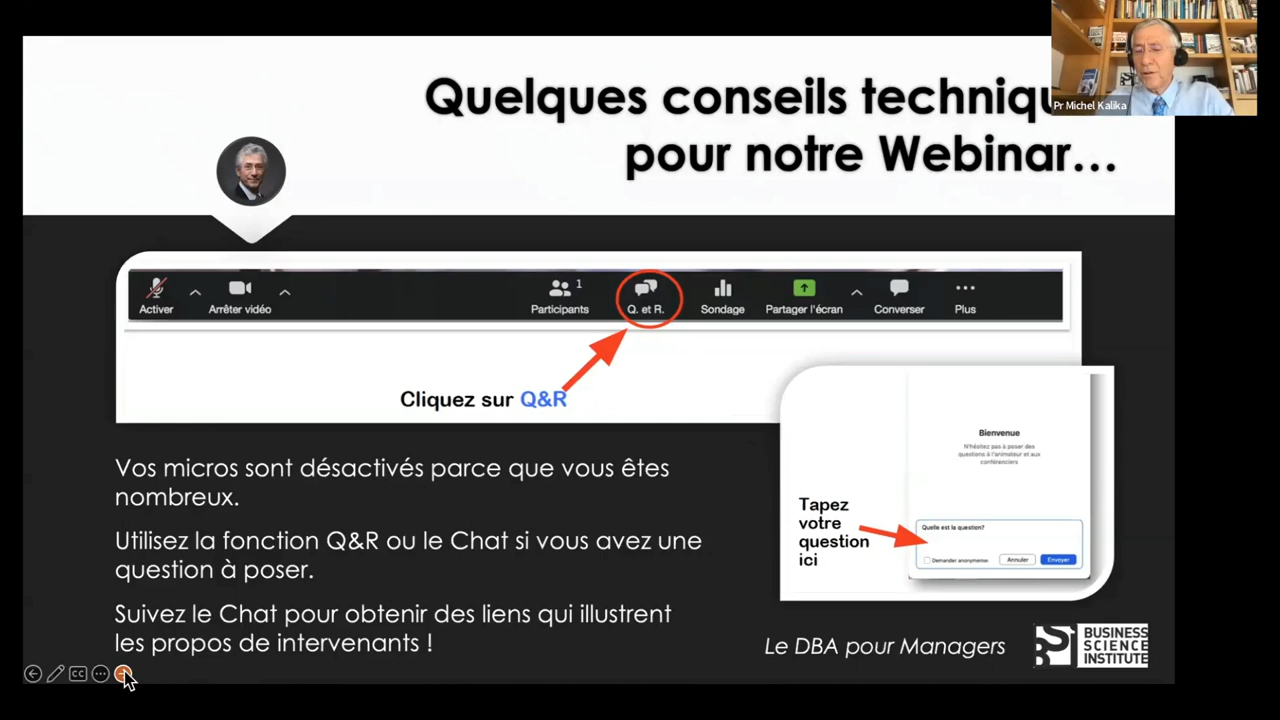 Quelques conseils techniqu
pour notre Webinar...
Pr Michel Kalika
Activer
Arrêter vidéo
Participants
1
Q. et R.
Sondage
Partager l'écran
Converser
Plus
Cliquez sur Q&R
Bienvenue
N'hésitez pas à poser des
questions à l'animateur et aux
conférenciers
Tapez
votre
question
ici
Quelle est la question?
Demander anonymement
Annuler
Envoyer
Vos micros sont désactivés parce que vous êtes
nombreux.
Utilisez la fonction Q&R ou le Chat si vous avez une
question à poser.
Suivez le Chat pour obtenir des liens qui illustrent
les propos de intervenants !
Le DBA pour Managers
BUSINESS
SCIENCE
INSTITUTE
CC